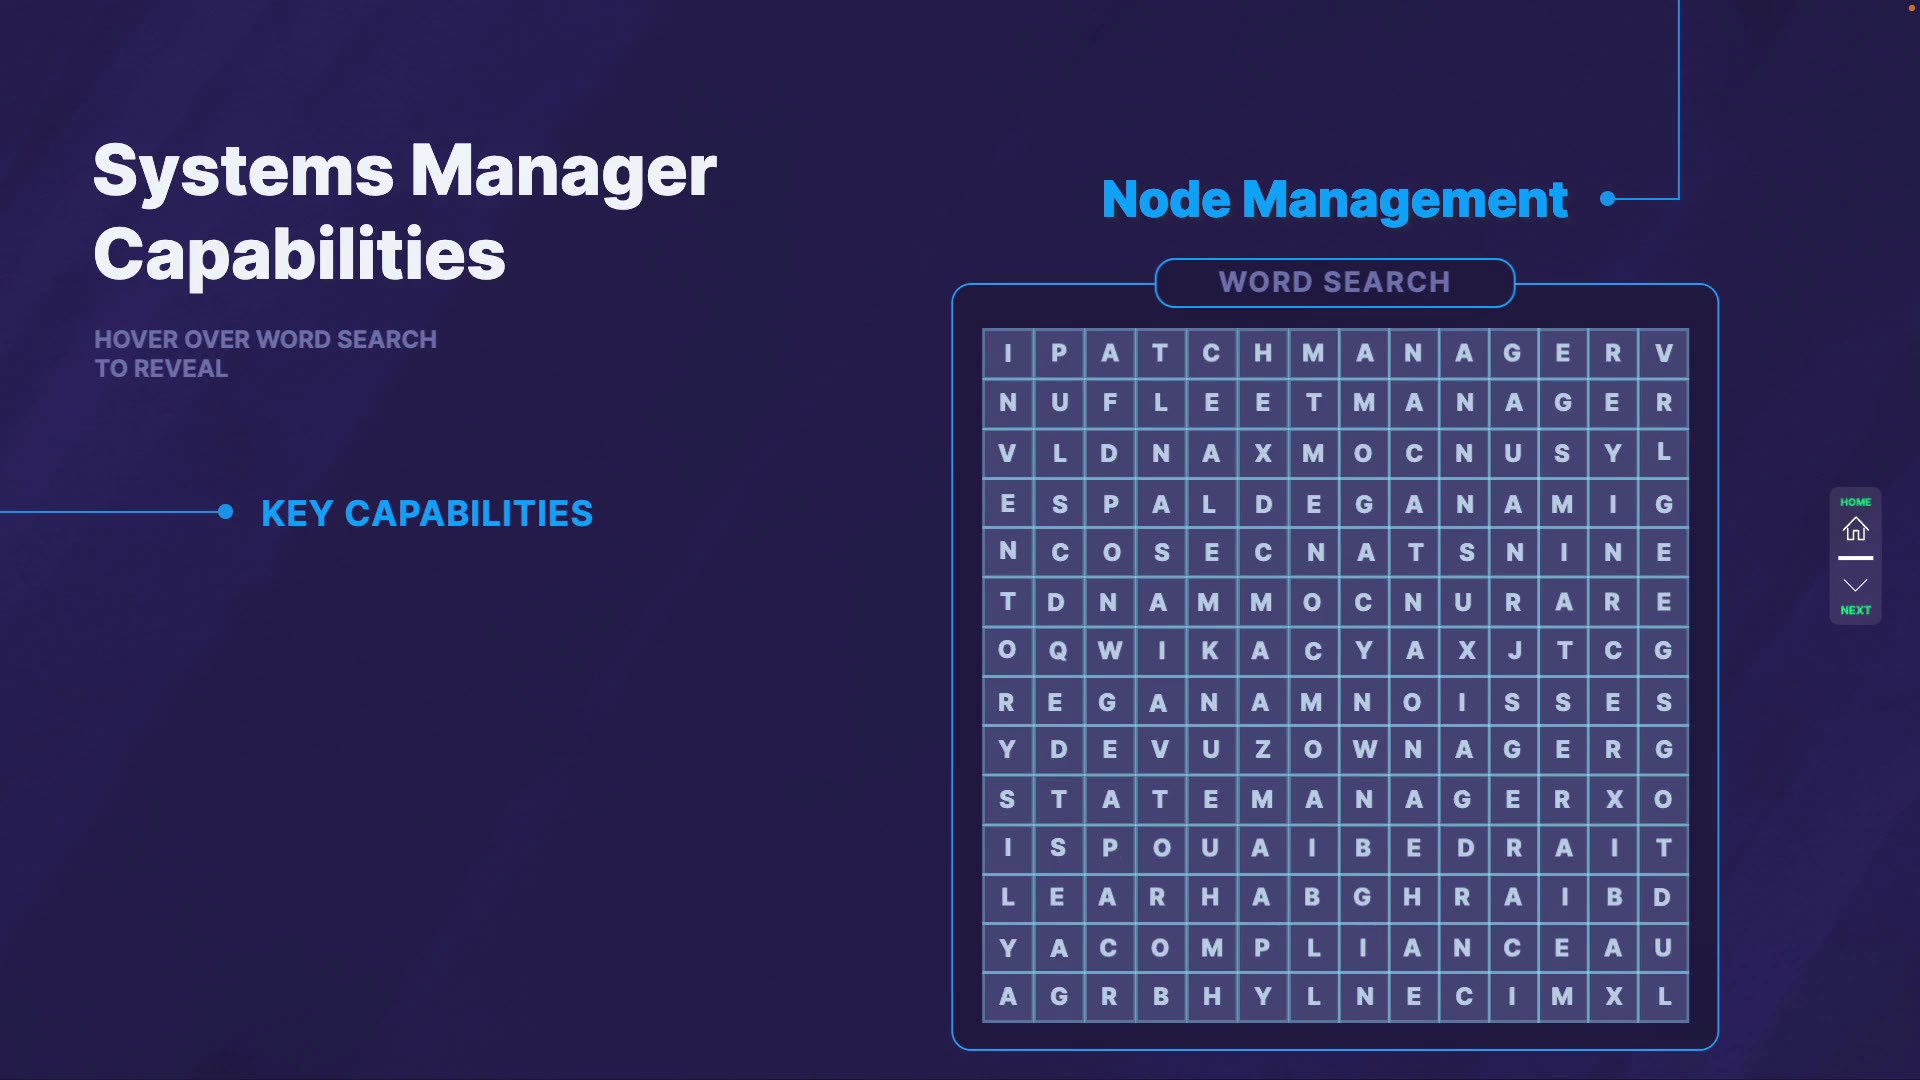 Systems Manager
Capabilities
HOVER OVER WORD SEARCH
TO REVEAL
KEY CAPABILITIES
Node Management
WORD SEARCH
I P A T C H M A N A G E R V
N U F L E E T M A N A G E R
V L D N A X M O C N U S Y L
E S P A L D E G A N A M I G
N C O S E C N A T S N I N E
T D N A M M O C N U R A R E
O Q W I K A C Y A X J T C G
R E G A N A M N O I S S E S
Y D E V U Z O W N A G E R G
S T A T E M A N A G E R X O
I S P O U A I B E D R A I T
L E A R H A B G H R A I B D
Y A C O M P L I A N C E A U
A G R B H Y L N E C I M X L
HOME
NEXT